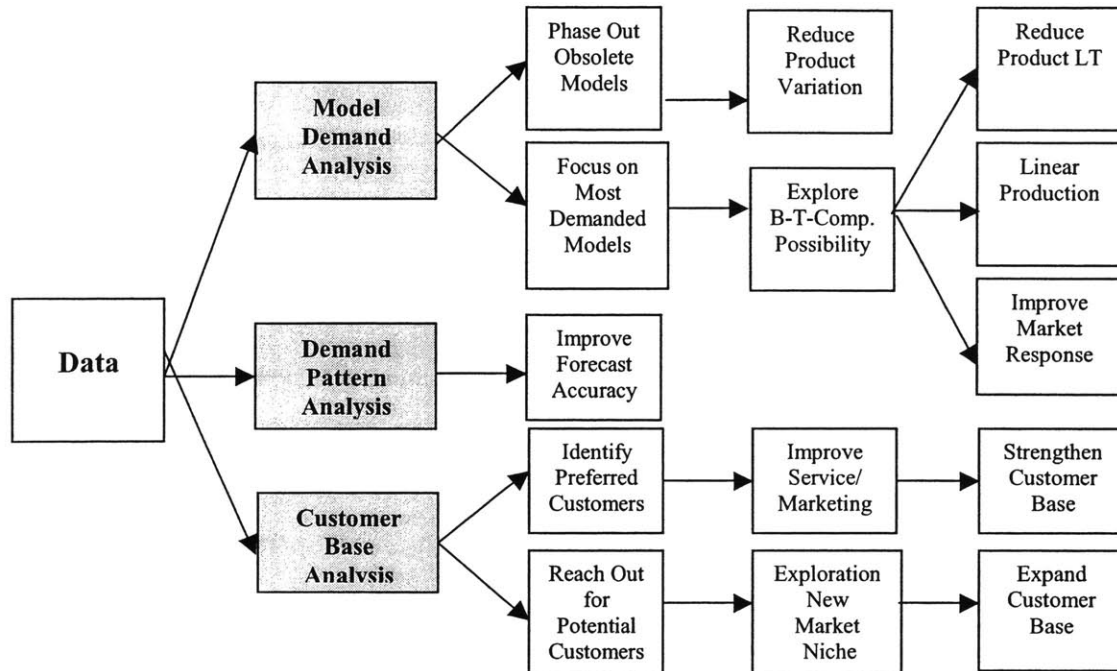 Data
Model
Demand
Analysis
Phase Out
Obsolete
Models
Reduce
Product
Variation
Focus on
Most
Demanded
Models
Explore
B-T-Comp.
Possibility
Reduce
Product LT
Linear
Production
Improve
Market
Response
Demand
Pattern
Analysis
Improve
Forecast
Accuracy
Customer
Base
Analysis
Identify
Preferred
Customers
Improve
Service/
Marketing
Strengthen
Customer
Base
Reach Out
for
Potential
Customers
Exploration
New
Market
Niche
Expand
Customer
Base